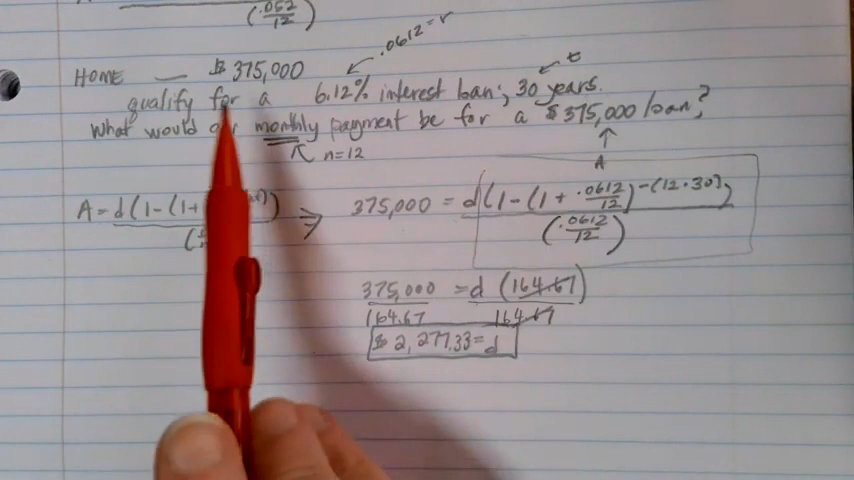 (.052/12)
.0612 = r
HOME — $375,000
t
qualify for a 6.12% interest loan; 30 years.
What would our monthly payment be for a $375,000 loan?
n=12
A
A = d(1-(1+
⇒ 375,000 = d(1-(1+ .0612/12)^-(12·30))
(.0612/12)
375,000 = d (164.67)
164.67 164.67
$ 2,277.33 = d